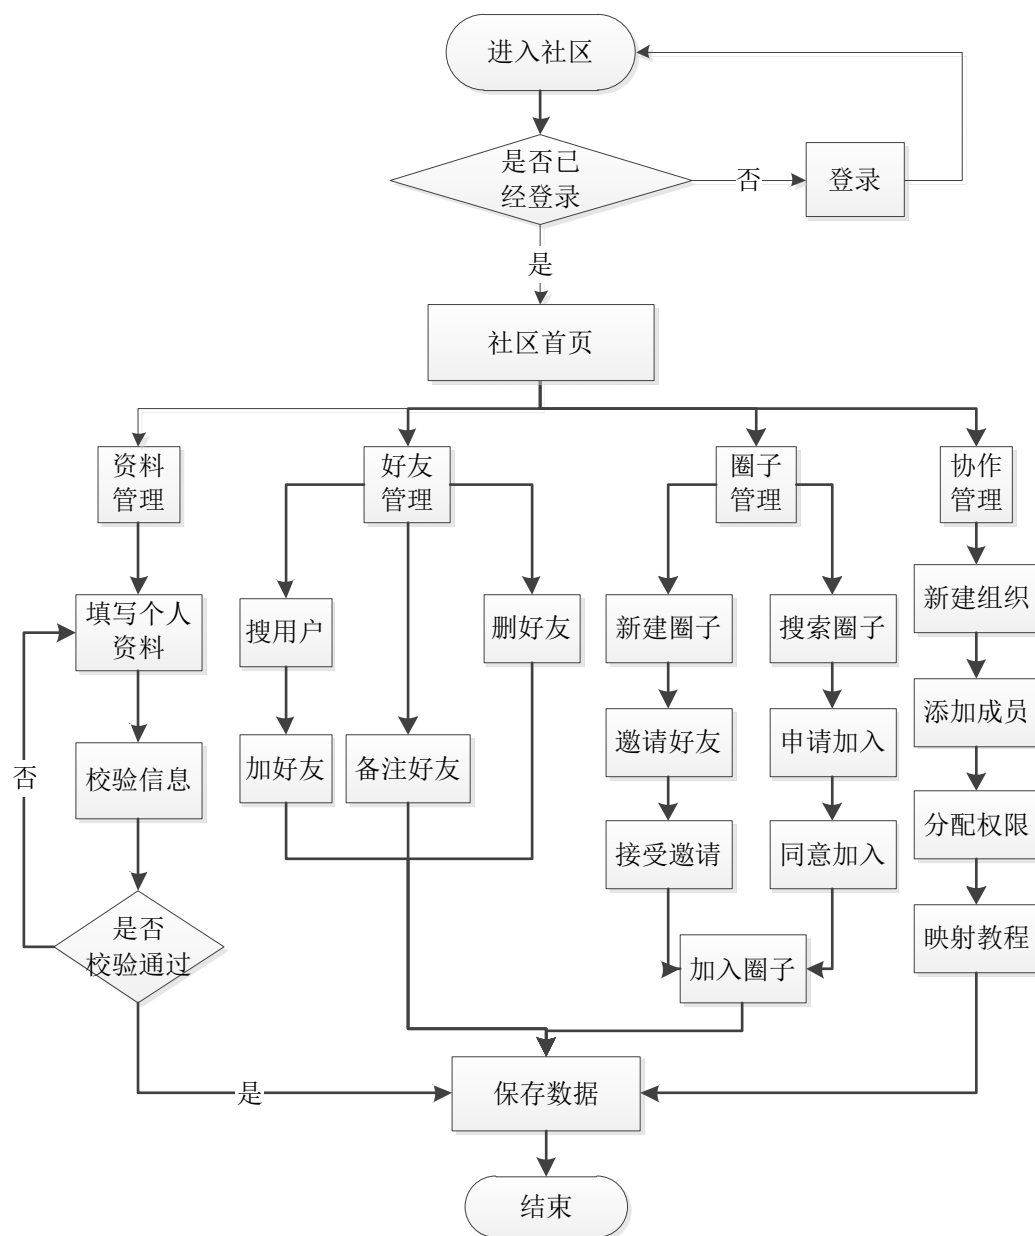 进入社区
是否已
经登录
否
登录
是
社区首页
资料
管理
好友
管理
圈子
管理
协作
管理
填写个人
资料
搜用户
删好友
新建圈子
搜索圈子
新建组织
添加成员
否
校验信息
加好友
备注好友
邀请好友
申请加入
分配权限
接受邀请
同意加入
是否
校验通过
映射教程
加入圈子
是
保存数据
结束